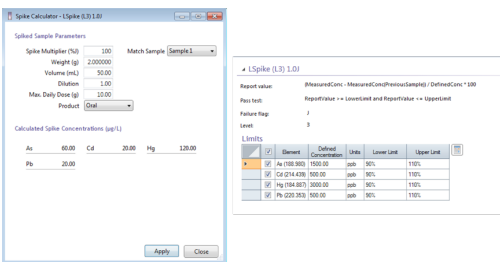 Spike Calculator - LSpike (L3) 1.0J
Spiked Sample Parameters
Spike Multiplier (%J) 100 Match Sample Sample 1
Weight (g) 2.000000
Volume (mL) 50.00
Dilution 1.00
Max. Daily Dose (g) 10.00
Product Oral
Calculated Spike Concentrations (µg/L)
As 60.00 Cd 20.00 Hg 120.00
Pb 20.00
Apply Close
LSpike (L3) 1.0J
Report value: (MeasuredConc - MeasuredConc(PreviousSample)) / DefinedConc * 100
Pass test: ReportValue >= LowerLimit and ReportValue <= UpperLimit
Failure flag: J
Level: 3
Limits
Element Defined Concentration Units Lower Limit Upper Limit
As (188.980) 1500.00 ppb 90% 110%
Cd (214.439) 500.00 ppb 90% 110%
Hg (184.887) 3000.00 ppb 90% 110%
Pb (220.353) 500.00 ppb 90% 110%